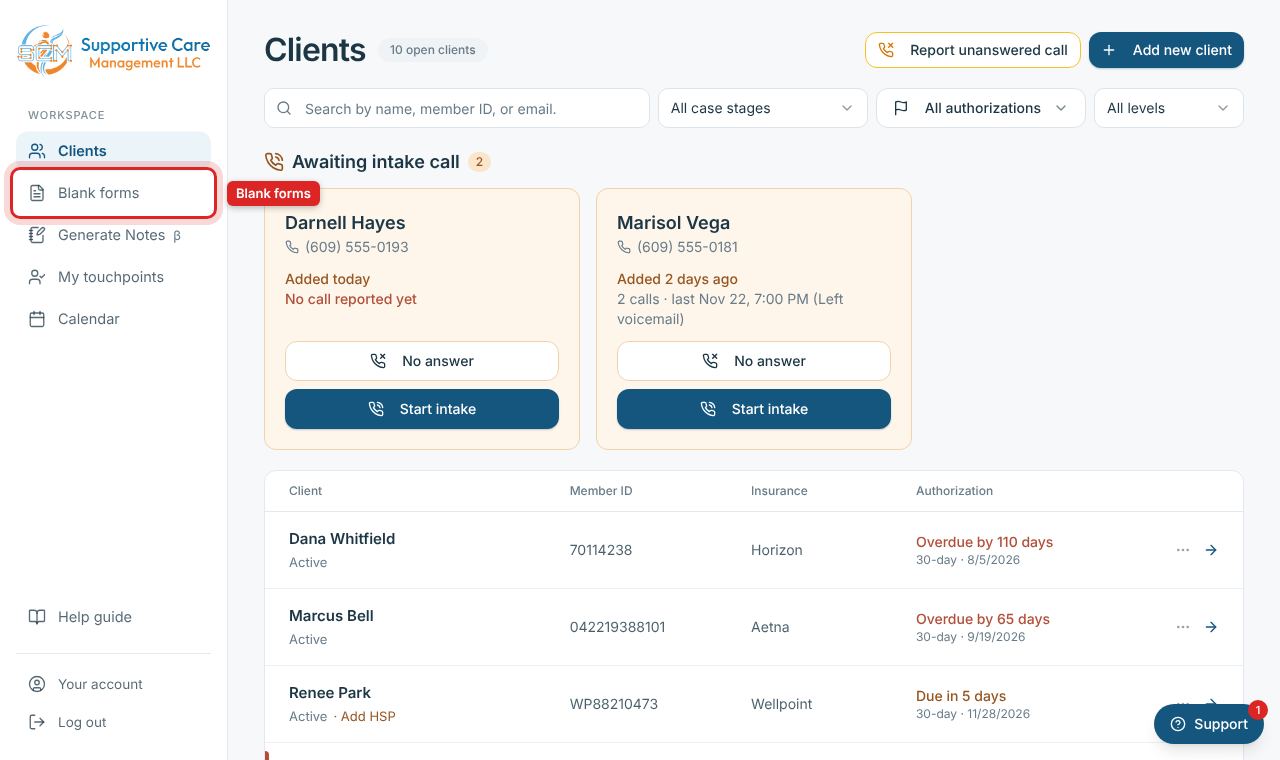 SCM
Supportive Care
Management LLC
WORKSPACE
Clients
Blank forms
Generate Notes β
My touchpoints
Calendar
Help guide
Your account
Log out
Blank forms
Clients
10 open clients
Report unanswered call
Add new client
Search by name, member ID, or email.
All case stages
All authorizations
All levels
Awaiting intake call
2
Darnell Hayes
(609) 555-0193
Added today
No call reported yet
No answer
Start intake
Marisol Vega
(609) 555-0181
Added 2 days ago
2 calls · last Nov 22, 7:00 PM (Left
voicemail)
No answer
Start intake
Client Member ID Insurance Authorization
Dana Whitfield
Active
70114238
Horizon
Overdue by 110 days
30-day · 8/5/2026
Marcus Bell
Active
042219388101
Aetna
Overdue by 65 days
30-day · 9/19/2026
Renee Park
Active · Add HSP
WP88210473
Wellpoint
Due in 5 days
30-day · 11/28/2026
Support
1